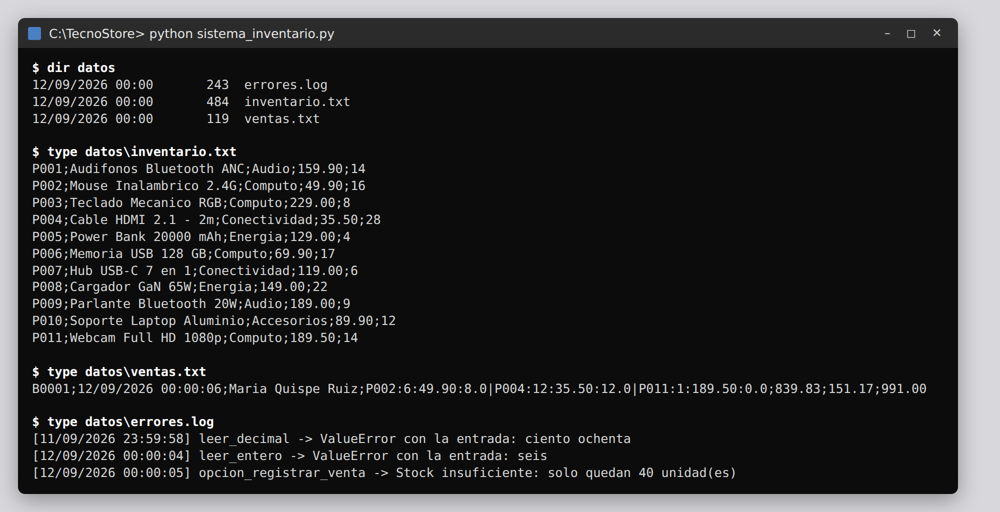 C:\TecnoStore> python sistema_inventario.py
$ dir datos
12/09/2026 00:00       243  errores.log
12/09/2026 00:00       484  inventario.txt
12/09/2026 00:00       119  ventas.txt
$ type datos\inventario.txt
P001;Audifonos Bluetooth ANC;Audio;159.90;14
P002;Mouse Inalambrico 2.4G;Computo;49.90;16
P003;Teclado Mecanico RGB;Computo;229.00;8
P004;Cable HDMI 2.1 - 2m;Conectividad;35.50;28
P005;Power Bank 20000 mAh;Energia;129.00;4
P006;Memoria USB 128 GB;Computo;69.90;17
P007;Hub USB-C 7 en 1;Conectividad;119.00;6
P008;Cargador GaN 65W;Energia;149.00;22
P009;Parlante Bluetooth 20W;Audio;189.00;9
P010;Soporte Laptop Aluminio;Accesorios;89.90;12
P011;Webcam Full HD 1080p;Computo;189.50;14
$ type datos\ventas.txt
B0001;12/09/2026 00:00:06;Maria Quispe Ruiz;P002:6:49.90:8.0|P004:12:35.50:12.0|P011:1:189.50:0.0;839.83;151.17;991.00
$ type datos\errores.log
[11/09/2026 23:59:58] leer_decimal -> ValueError con la entrada: ciento ochenta
[12/09/2026 00:00:04] leer_entero -> ValueError con la entrada: seis
[12/09/2026 00:00:05] opcion_registrar_venta -> Stock insuficiente: solo quedan 40 unidad(es)